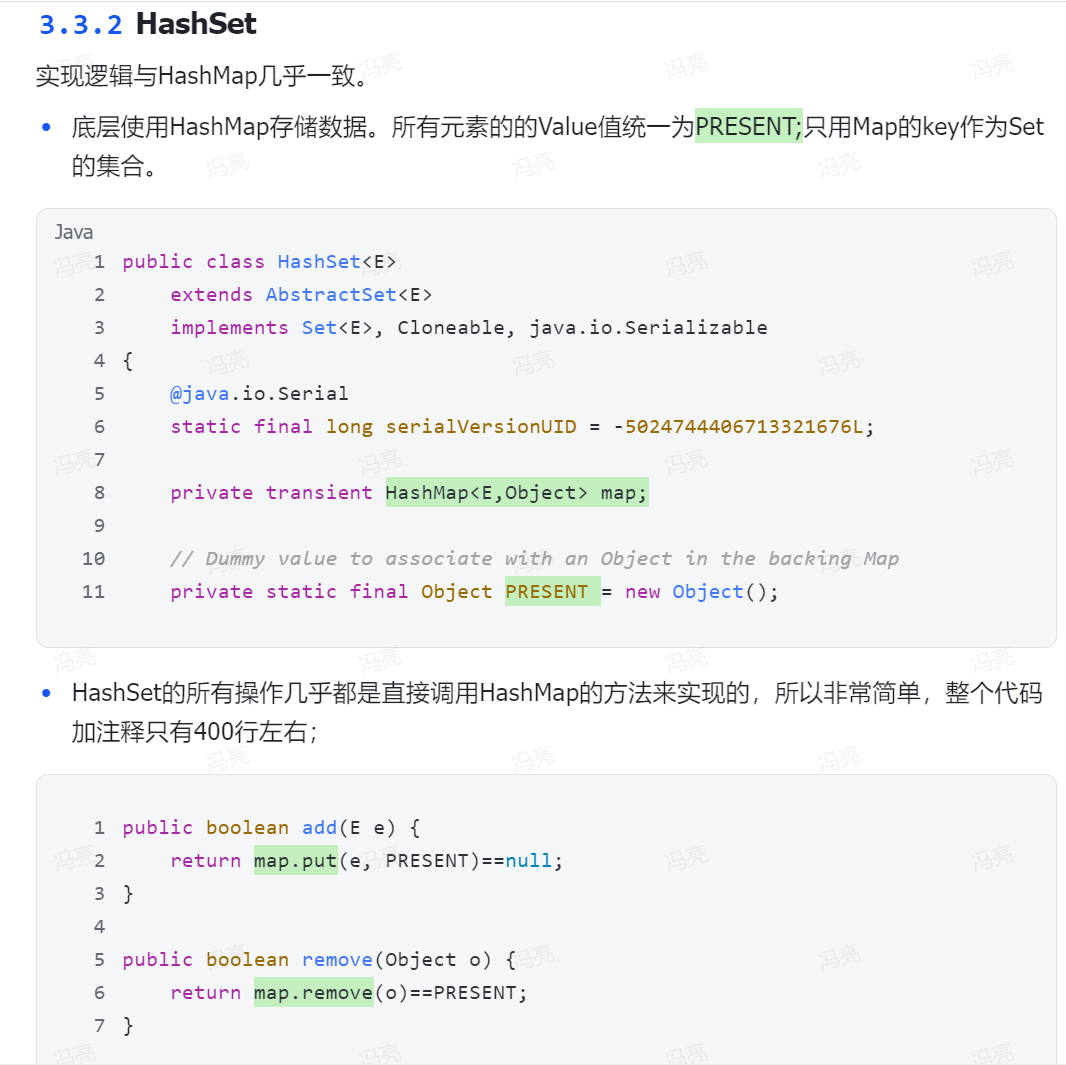 3.3.2 HashSet
实现逻辑与HashMap几乎一致。
底层使用HashMap存储数据。所有元素的的Value值统一为PRESENT;只用Map的key作为Set
的集合。
Java
1 public class HashSet<E>
2     extends AbstractSet<E>
3     implements Set<E>, Cloneable, java.io.Serializable
4 {
5     @java.io.Serial
6     static final long serialVersionUID = -5024744406713321676L;
7
8     private transient HashMap<E,Object> map;
9
10     // Dummy value to associate with an Object in the backing Map
11     private static final Object PRESENT = new Object();
HashSet的所有操作几乎都是直接调用HashMap的方法来实现的，所以非常简单，整个代码
加注释只有400行左右；
1 public boolean add(E e) {
2     return map.put(e, PRESENT)==null;
3 }
4
5 public boolean remove(Object o) {
6     return map.remove(o)==PRESENT;
7 }
冯亮